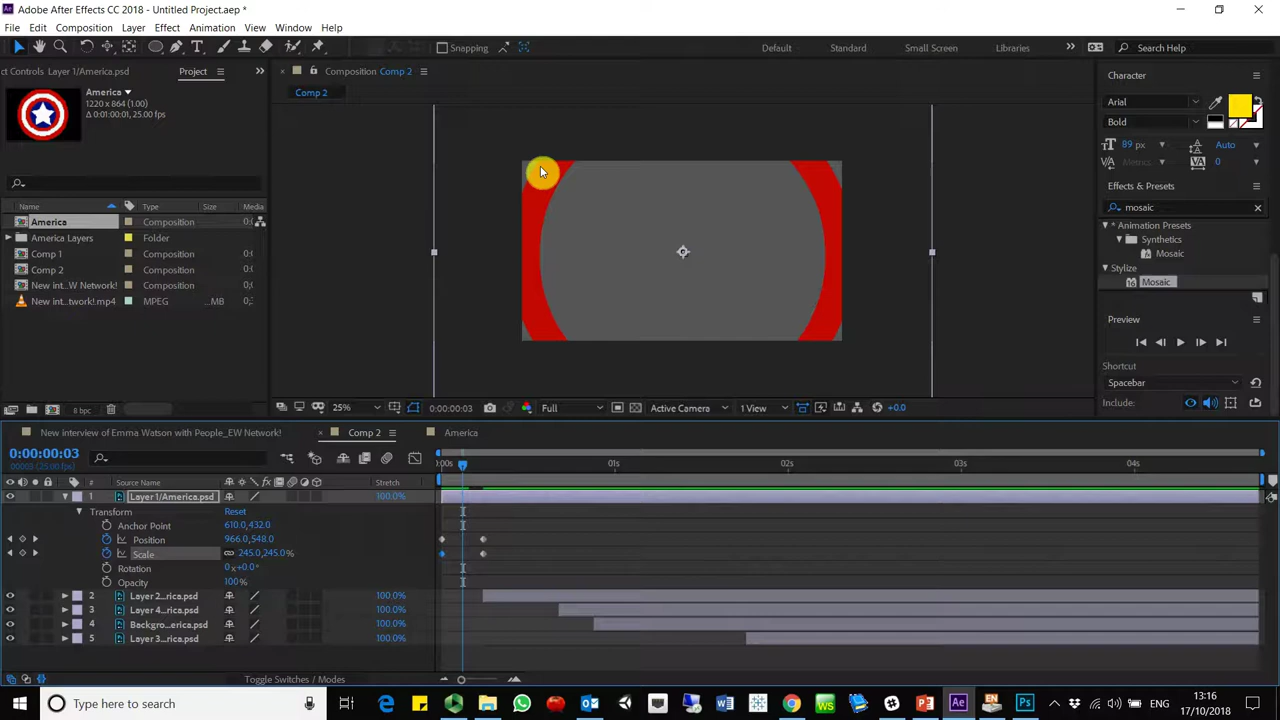 Adobe After Effects CC 2018 - Untitled Project.aep *
File Edit Composition Layer Effect Animation View Window Help
Snapping
Default Standard Small Screen Libraries Search Help
ct Controls Layer 1/America.psd Project
Composition Comp 2
Comp 2
America
1220 x 864 (1.00)
Δ 0:01:00:01, 25.00 fps
Name Type Size Media
America Composition 0:
America Layers Folder
Comp 1 Composition 0:
Comp 2 Composition 0:
New int...W Network! Composition 0:
New int...twork!.mp4 MPEG ...MB 0:
8 bpc
25% 0:00:00:03 Full Active Camera 1 View +0.0
Character
Arial
Bold
89 px Auto
Metrics 0
Effects & Presets
mosaic
* Animation Presets
Synthetics
Mosaic
Stylize
Mosaic
Preview
Shortcut
Spacebar
Include:
New interview of Emma Watson with People_EW Network! Comp 2 America
0:00:00:03
00003 (25.00 fps)
# Source Name Stretch
:00s 01s 02s 03s 04s
1 Layer 1/America.psd 100.0%
Transform Reset
Anchor Point 610.0,432.0
Position 966.0,548.0
Scale 245.0,245.0%
Rotation 0x+0.0°
Opacity 100%
2 Layer 2...rica.psd 100.0%
3 Layer 4...rica.psd 100.0%
4 Backgro...erica.psd 100.0%
5 Layer 3...rica.psd 100.0%
Toggle Switches / Modes
Type here to search
13:16
17/10/2018